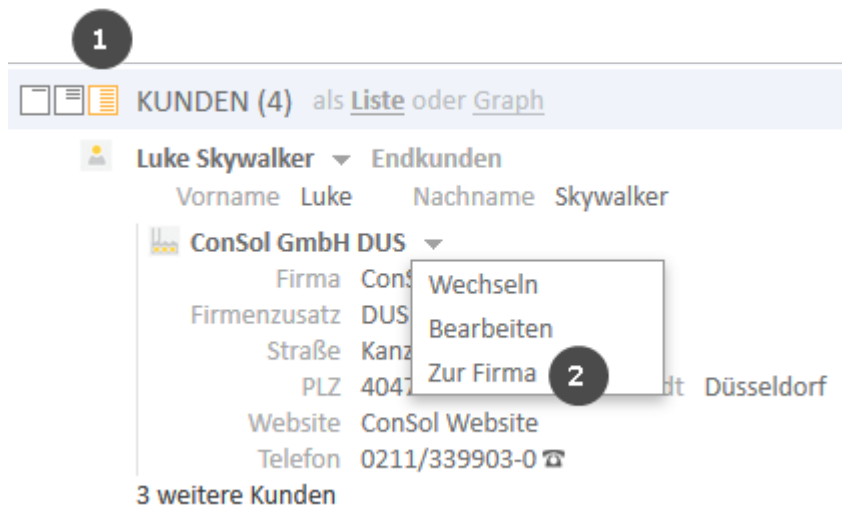 1
KUNDEN (4) als Liste oder Graph
Luke Skywalker Endkunden
Vorname Luke Nachname Skywalker
ConSol GmbH DUS
Firma
Wechseln
Firmenzusatz DUS
Bearbeiten
Straße
Zur Firma 2
PLZ Düsseldorf
Website ConSol Website
Telefon 0211/339903-0 ☎
3 weitere Kunden